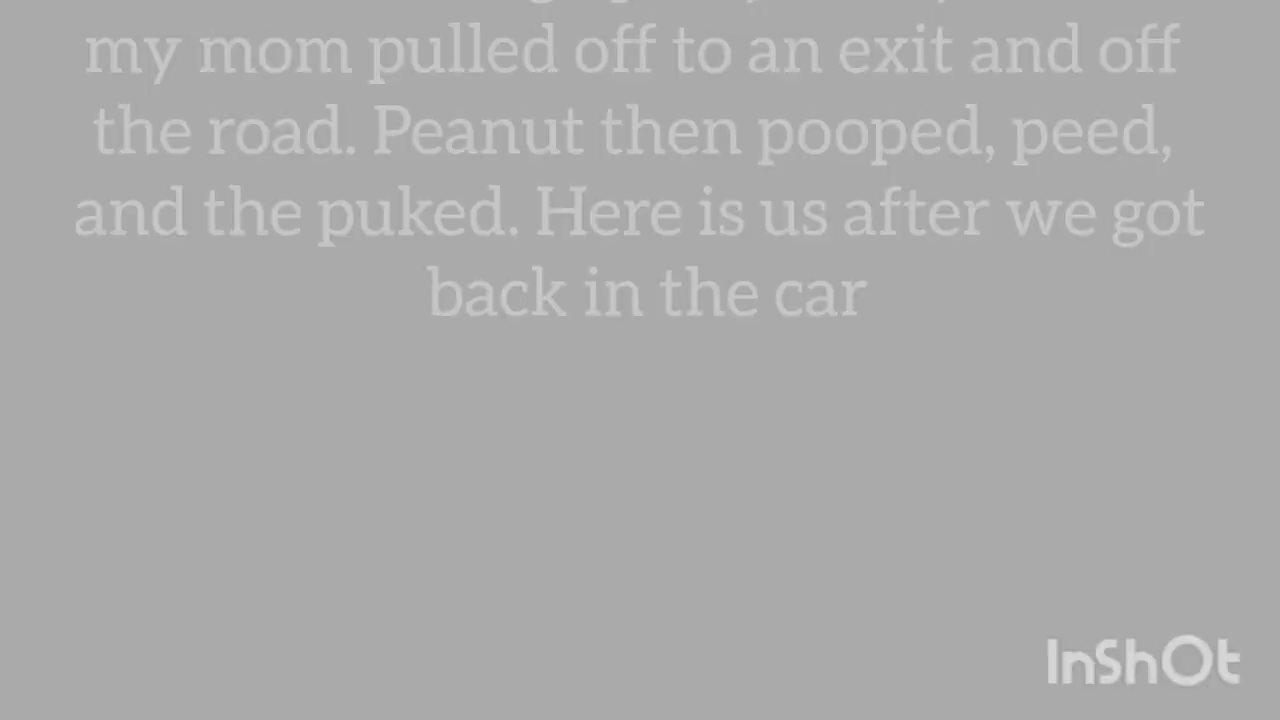 my mom pulled off to an exit and off
the road. Peanut then pooped, peed,
and the puked. Here is us after we got
back in the car
InShOt